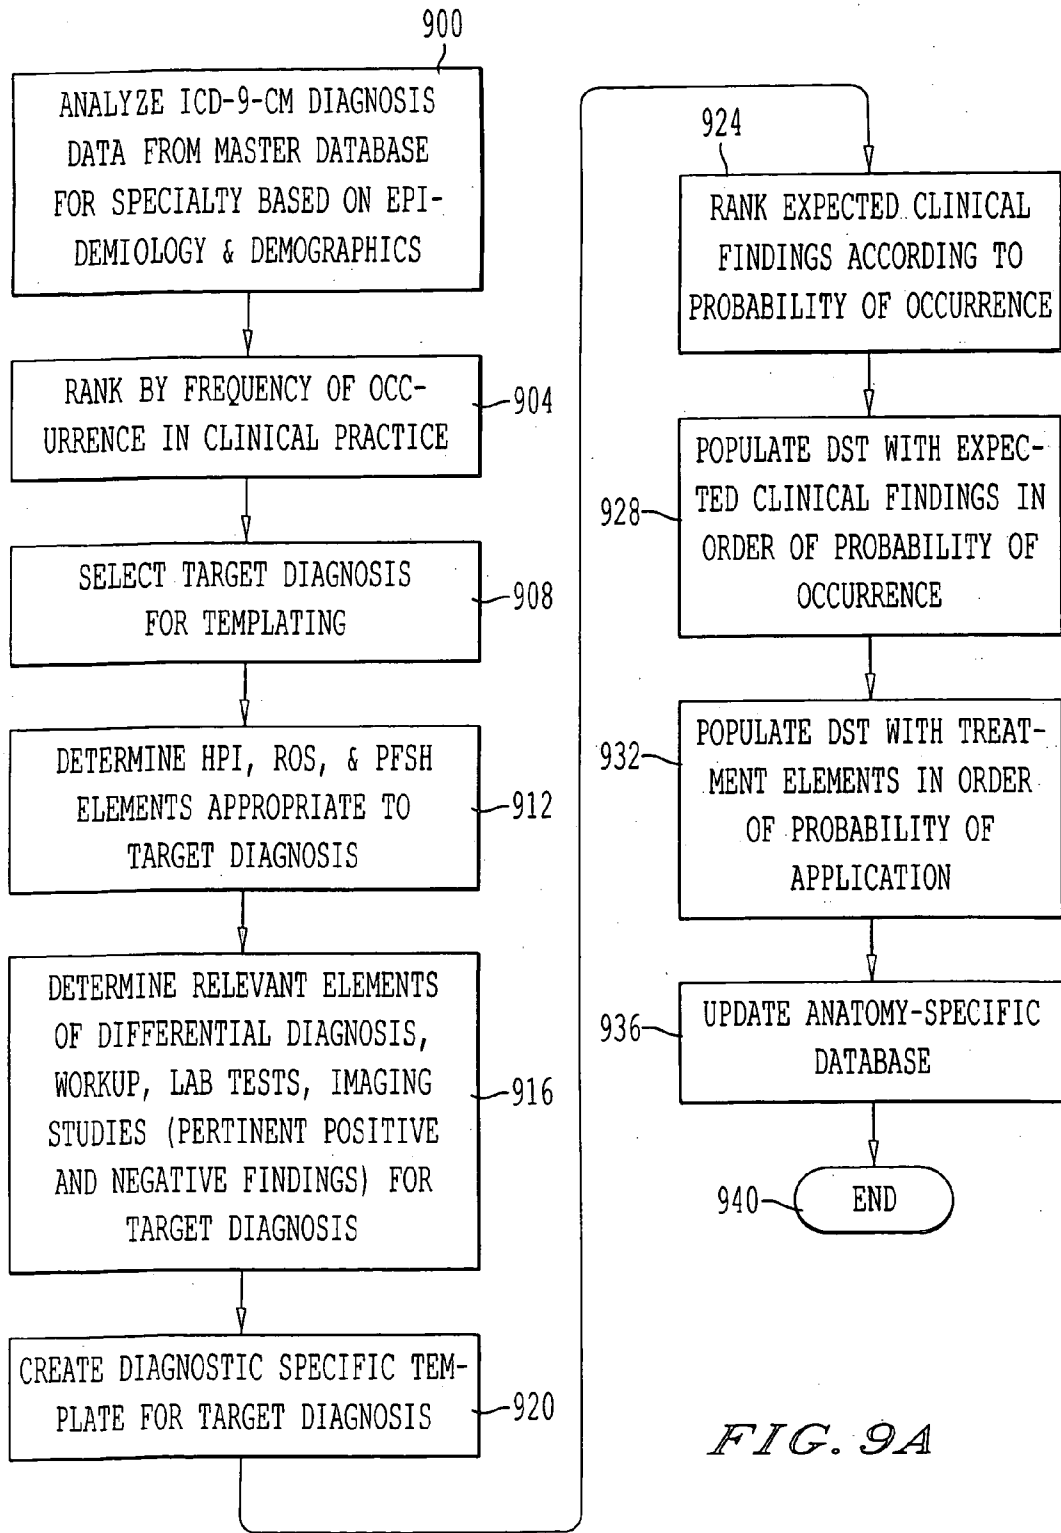 900
ANALYZE ICD-9-CM DIAGNOSIS
DATA FROM MASTER DATABASE
FOR SPECIALTY BASED ON EPI-
DEMIOLOGY & DEMOGRAPHICS
RANK BY FREQUENCY OF OCC-
URRENCE IN CLINICAL PRACTICE
904
SELECT TARGET DIAGNOSIS
FOR TEMPLATING
908
DETERMINE HPI, ROS, & PFSH
ELEMENTS APPROPRIATE TO
TARGET DIAGNOSIS
912
DETERMINE RELEVANT ELEMENTS
OF DIFFERENTIAL DIAGNOSIS,
WORKUP, LAB TESTS, IMAGING
STUDIES (PERTINENT POSITIVE
AND NEGATIVE FINDINGS) FOR
TARGET DIAGNOSIS
916
CREATE DIAGNOSTIC SPECIFIC TEM-
PLATE FOR TARGET DIAGNOSIS
920
924
RANK EXPECTED CLINICAL
FINDINGS ACCORDING TO
PROBABILITY OF OCCURRENCE
928
POPULATE DST WITH EXPEC-
TED CLINICAL FINDINGS IN
ORDER OF PROBABILITY OF
OCCURRENCE
932
POPULATE DST WITH TREAT-
MENT ELEMENTS IN ORDER
OF PROBABILITY OF
APPLICATION
936
UPDATE ANATOMY-SPECIFIC
DATABASE
940
END
FIG. 9A